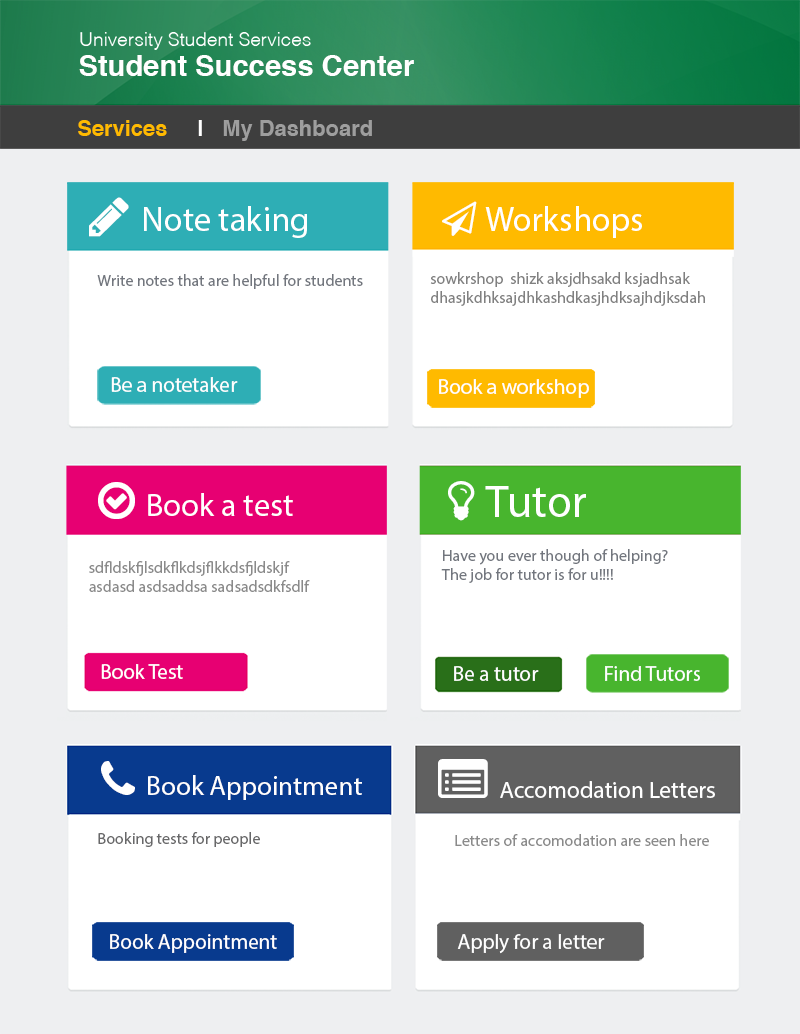 University Student Services
Student Success Center
Services | My Dashboard
Note taking
Write notes that are helpful for students
Be a notetaker
Workshops
sowkrshop shizk aksjdhsakd ksjadhsak
dhasjkdhksajdhkashdkasjhdksajhdjksdah
Book a workshop
Book a test
sdfldskfjlsdkflkdsjflkkdsfjldskjf
asdasd asdsaddsa sadsadsdkfsdlf
Book Test
Tutor
Have you ever though of helping?
The job for tutor is for u!!!!
Be a tutor
Find Tutors
Book Appointment
Booking tests for people
Book Appointment
Accomodation Letters
Letters of accomodation are seen here
Apply for a letter